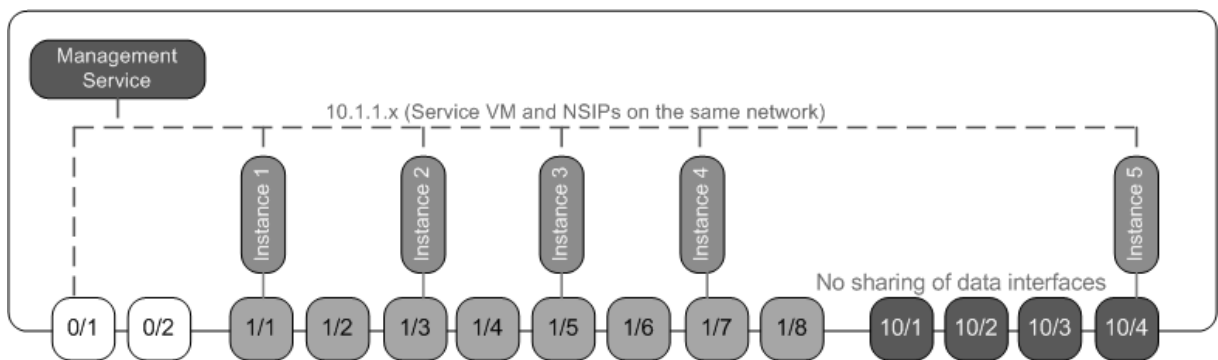 Management
Service
10.1.1.x (Service VM and NSIPs on the same network)
Instance 1
Instance 2
Instance 3
Instance 4
Instance 5
No sharing of data interfaces
0/1
0/2
1/1
1/2
1/3
1/4
1/5
1/6
1/7
1/8
10/1
10/2
10/3
10/4